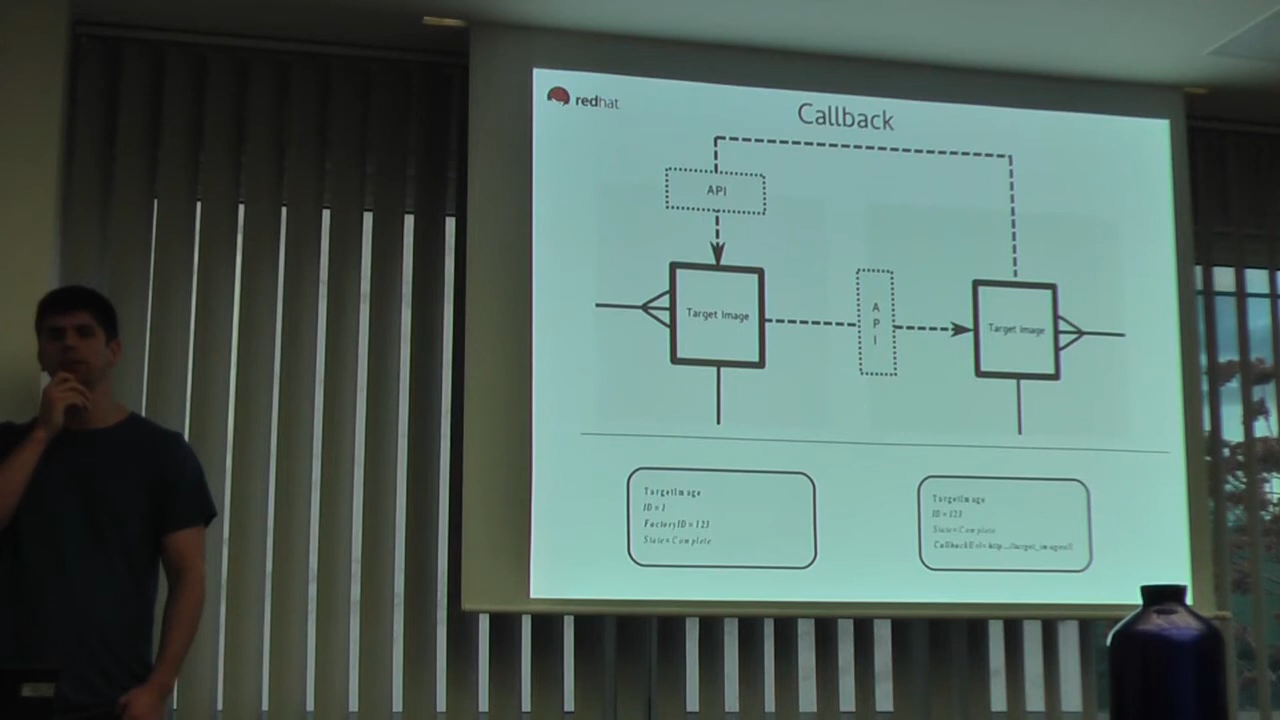 redhat
Callback
API
Target Image
A
P
I
Target Image
TargetImage
ID = 1
FactoryID = 123
State= Complete
TargetImage
ID = 123
State= Complete